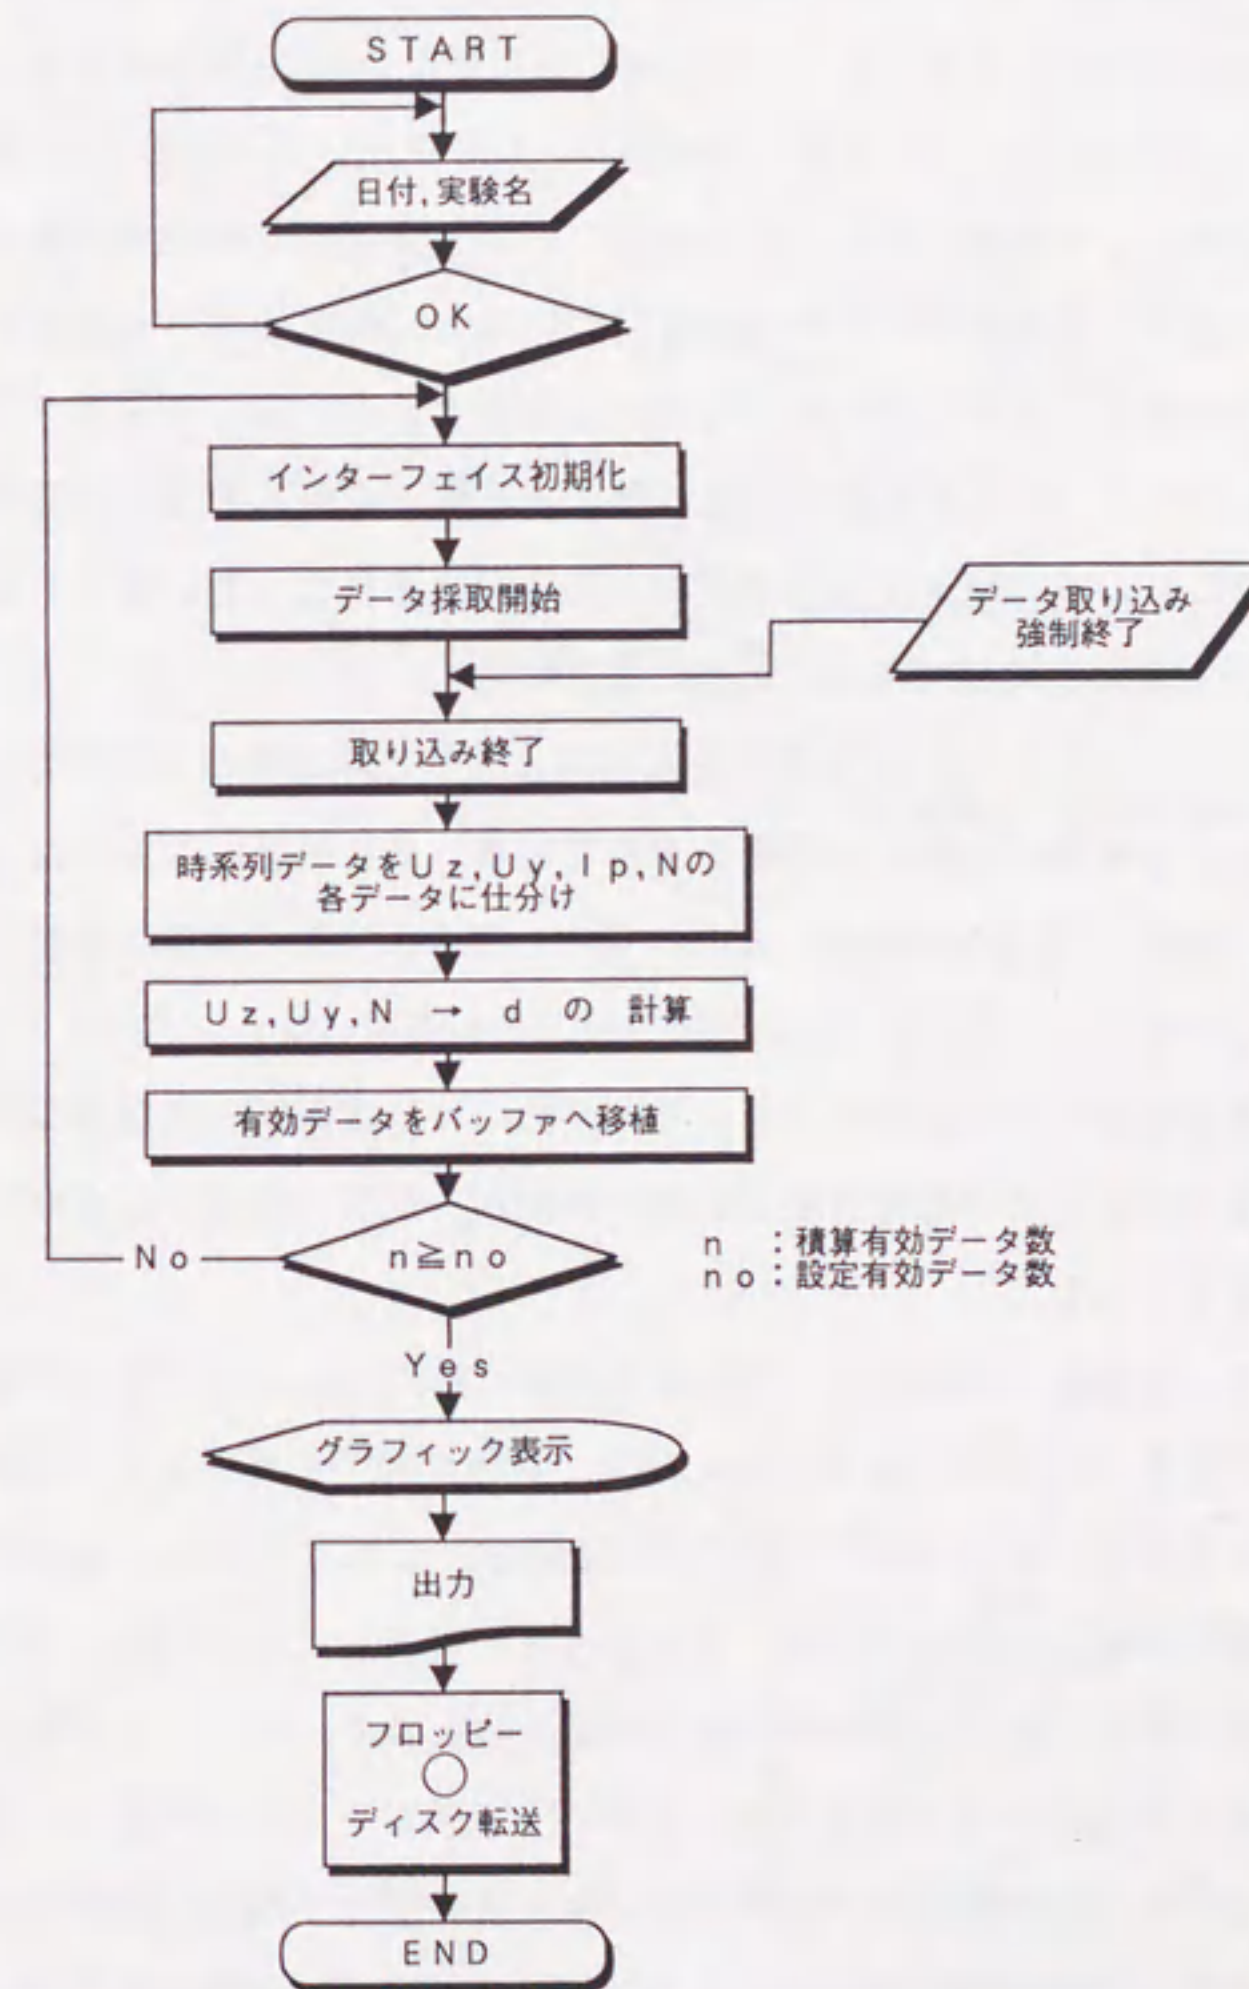 START
日付,実験名
OK
インターフェイス初期化
データ採取開始
データ取り込み
強制終了
取り込み終了
時系列データをUz,Uy,Ip,Nの
各データに仕分け
Uz,Uy,N → d の 計算
有効データをバッファへ移植
No
n≧no
n :積算有効データ数
no:設定有効データ数
Yes
グラフィック表示
出力
フロッピー
ディスク転送
END